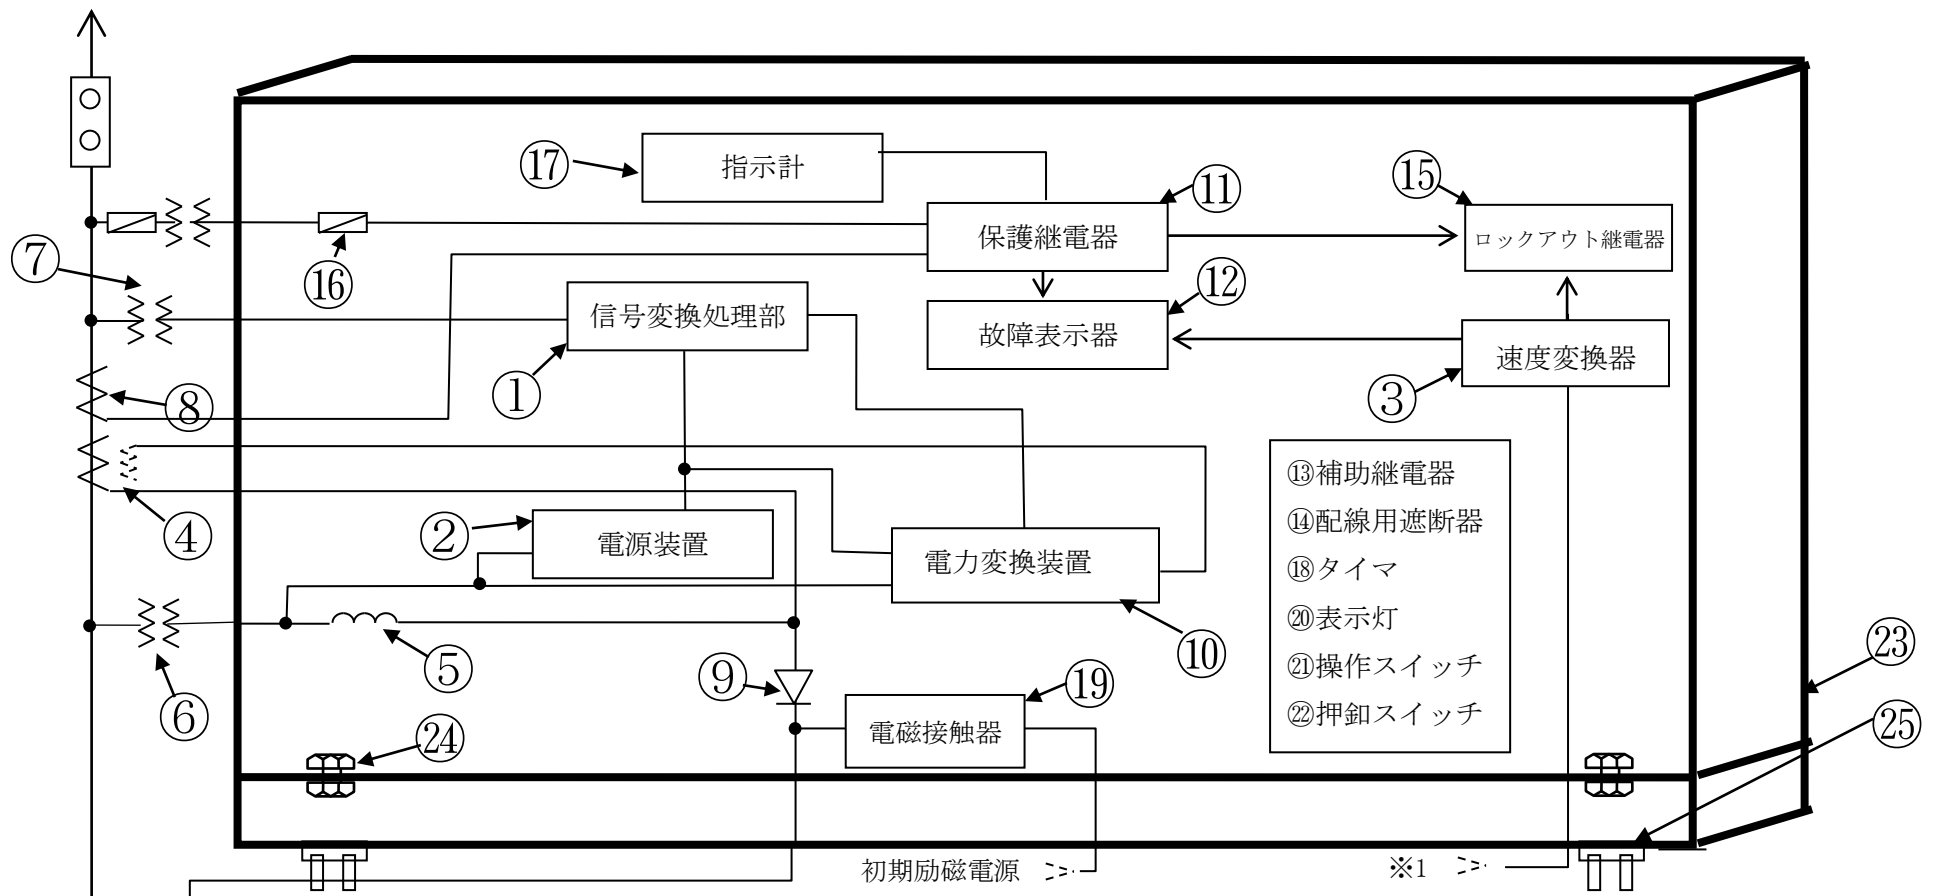 ⑰
指示計
⑪
⑮
保護継電器
ロックアウト継電器
⑦
⑯
⑫
信号変換処理部
故障表示器
速度変換器
①
③
⑧
⑬補助継電器
⑭配線用遮断器
⑱タイマ
⑳表示灯
㉑操作スイッチ
㉒押釦スイッチ
④
②
電源装置
電力変換装置
⑤
⑩
㉓
⑥
⑨
⑲
電磁接触器
㉔
㉕
初期励磁電源
※1